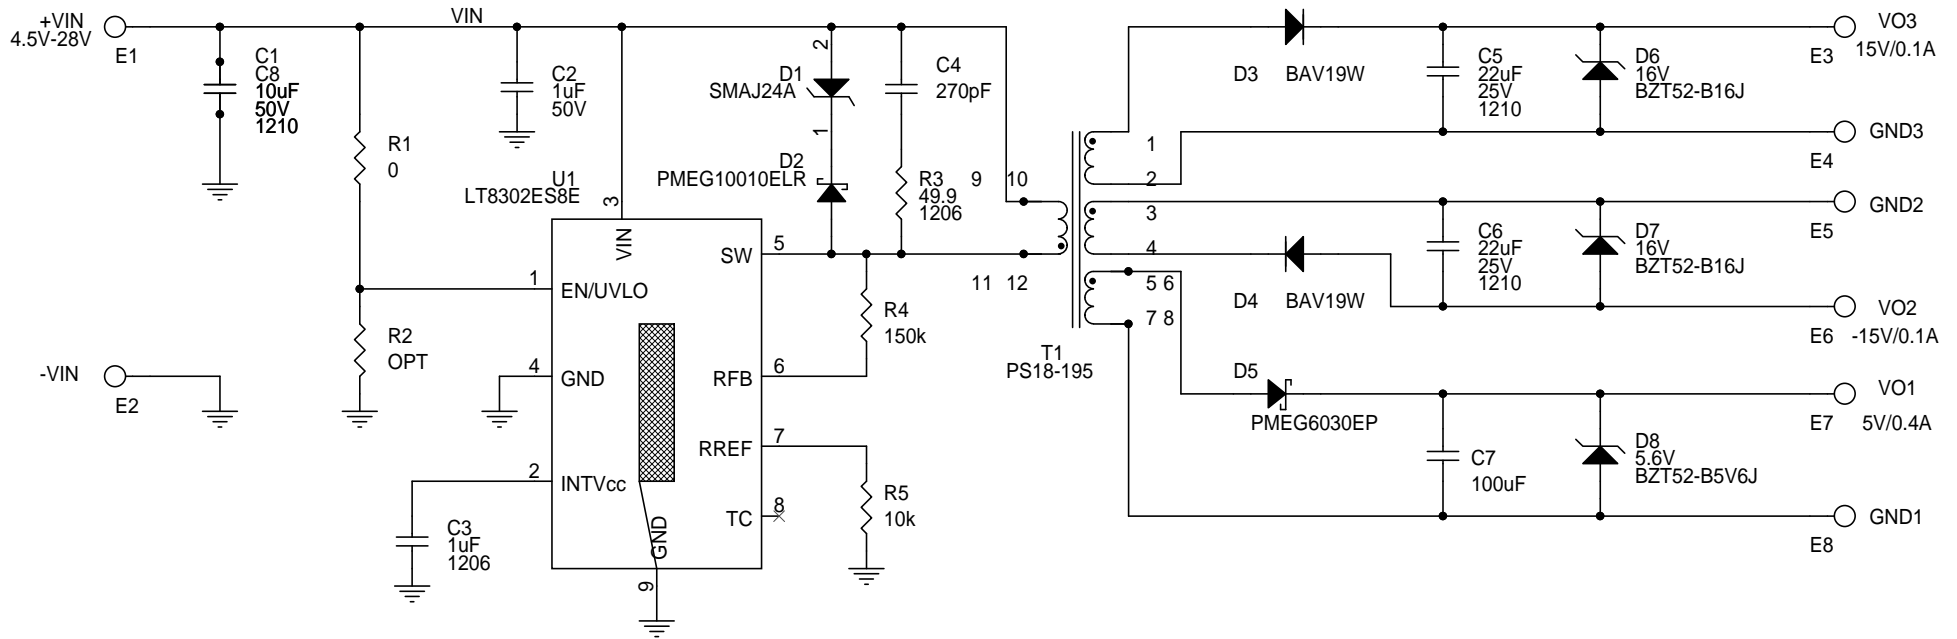 +VIN
4.5V-28V
E1
VIN
C1
C8
10uF
50V
1210
C2
1uF
50V
R1
0
R2
OPT
-VIN
E2
U1
LT8302ES8E
3
VIN
1
EN/UVLO
4
GND
2
INTVcc
C3
1uF
1206
GND
9
SW
5
RFB
6
RREF
7
TC
8
2
D1
SMAJ24A
1
D2
PMEG10010ELR
C4
270pF
R3
49.9
1206
R4
150k
R5
10k
9 10
11 12
T1
PS18-195
1
2
3
4
5 6
7 8
D3 BAV19W
C5
22uF
25V
1210
D6
16V
BZT52-B16J
VO3
15V/0.1A
E3
GND3
E4
GND2
E5
C6
22uF
25V
1210
D7
16V
BZT52-B16J
D4 BAV19W
VO2
E6 -15V/0.1A
D5
PMEG6030EP
VO1
E7 5V/0.4A
C7
100uF
D8
5.6V
BZT52-B5V6J
GND1
E8